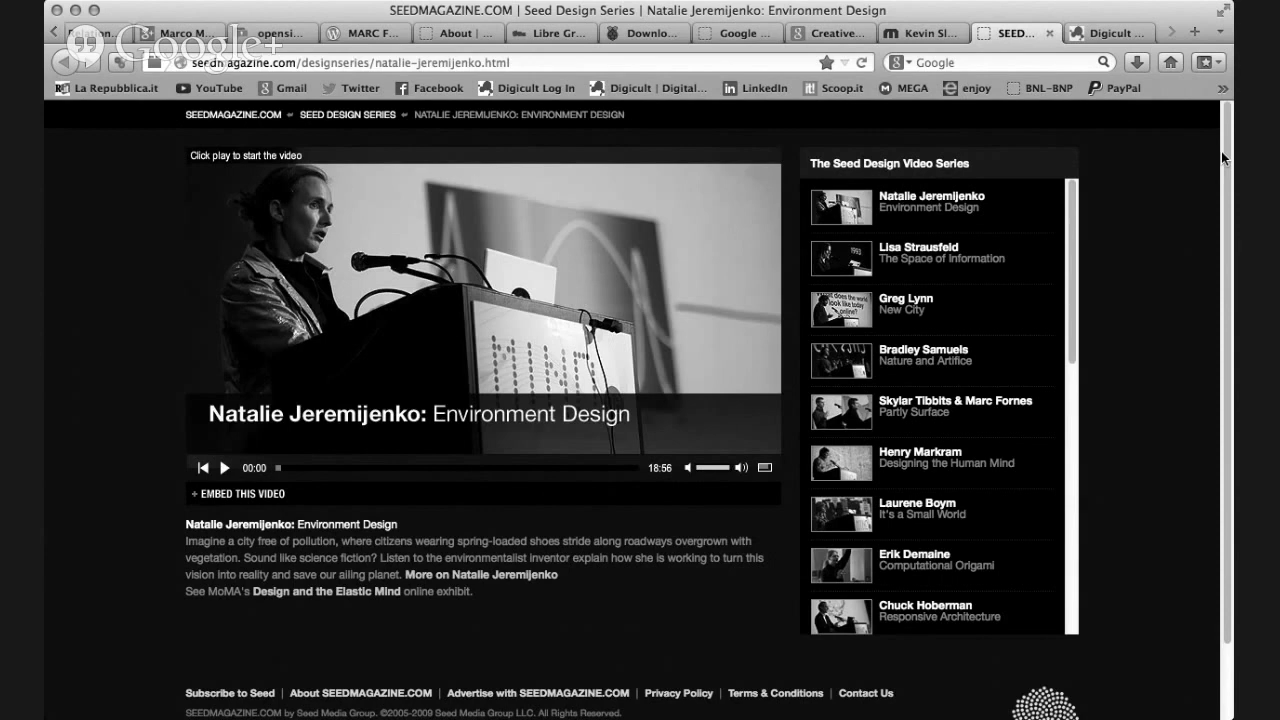 SEEDMAGAZINE.COM | Seed Design Series | Natalie Jeremijenko: Environment Design
Relation...
Marco M...
opensi...
MARC F...
About | ...
Libre Gr...
Downlo...
Google ...
Creative...
Kevin Sl...
SEED...
Digicult ...
Google+
seedmagazine.com/designseries/natalie-jeremijenko.html
Google
La Repubblica.it
YouTube
Gmail
Twitter
Facebook
Digicult Log In
Digicult | Digital...
LinkedIn
Scoop.it
MEGA
enjoy
BNL-BNP
PayPal
SEEDMAGAZINE.COM
SEED DESIGN SERIES
NATALIE JEREMIJENKO: ENVIRONMENT DESIGN
Click play to start the video
Natalie Jeremijenko: Environment Design
00:00
18:56
+ EMBED THIS VIDEO
Natalie Jeremijenko: Environment Design
Imagine a city free of pollution, where citizens wearing spring-loaded shoes stride along roadways overgrown with
vegetation. Sound like science fiction? Listen to the environmentalist inventor explain how she is working to turn this
vision into reality and save our ailing planet. More on Natalie Jeremijenko
See MoMA's Design and the Elastic Mind online exhibit.
The Seed Design Video Series
Natalie Jeremijenko
Environment Design
Lisa Strausfeld
The Space of Information
Greg Lynn
New City
Bradley Samuels
Nature and Artifice
Skylar Tibbits & Marc Fornes
Partly Surface
Henry Markram
Designing the Human Mind
Laurene Boym
It's a Small World
Erik Demaine
Computational Origami
Chuck Hoberman
Responsive Architecture
Subscribe to Seed | About SEEDMAGAZINE.COM | Advertise with SEEDMAGAZINE.COM | Privacy Policy | Terms & Conditions | Contact Us
SEEDMAGAZINE.COM by Seed Media Group. ©2005-2009 Seed Media Group LLC. All Rights Reserved.